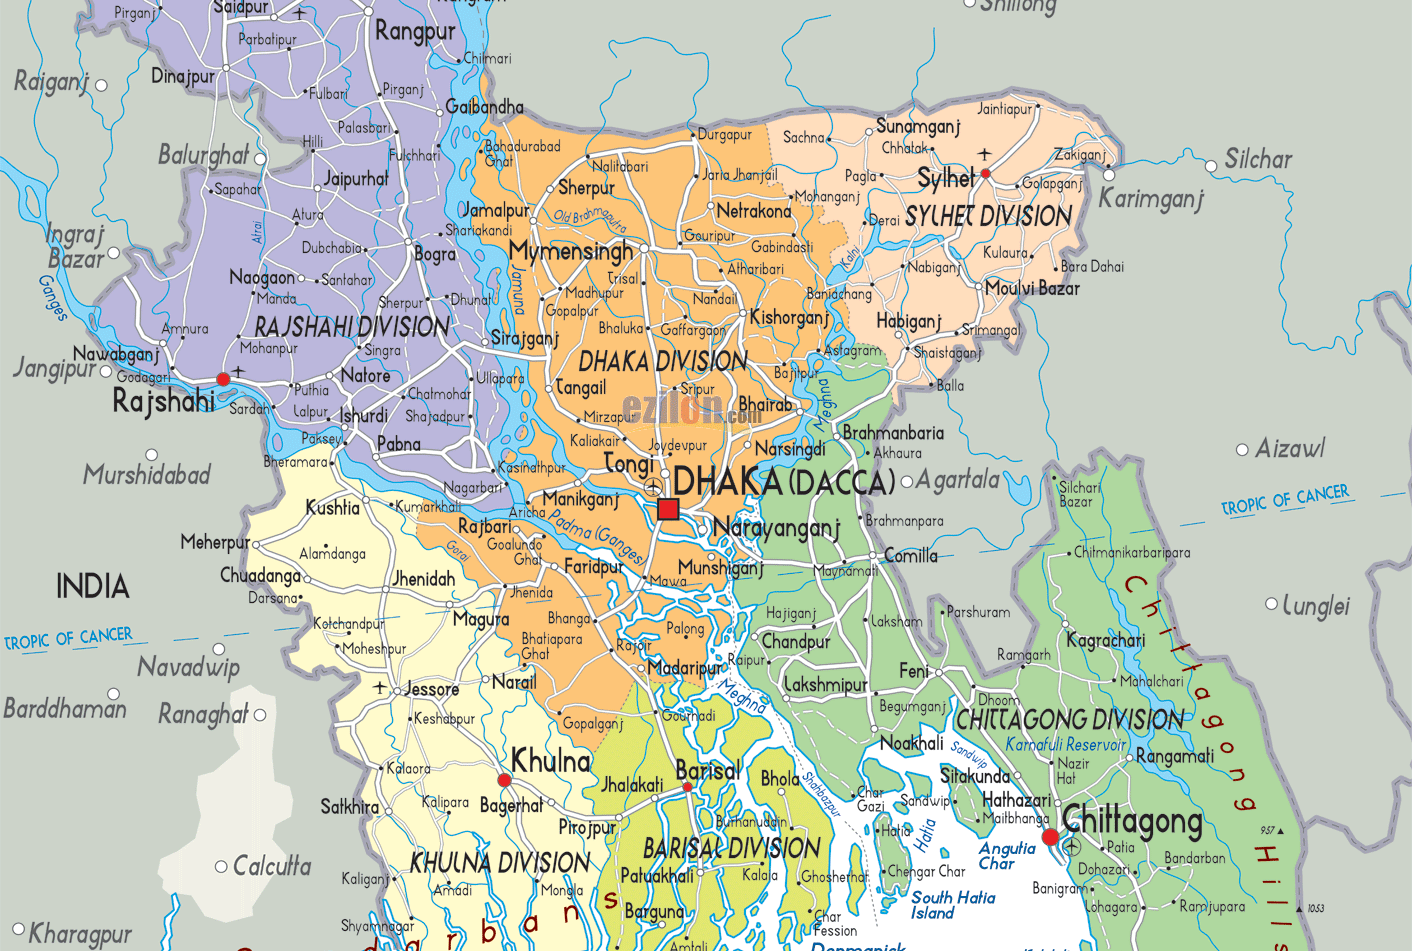 Pirganj
Saidpur
Parbatipur
Rangpur
Shillong
Dinajpur
Chilmari
Raiganj
Fulbari
Pirganj
Gaibandha
Palasbari
Balurghat
Hilli
Fulchhari
Bahadurabad
Ghat
Durgapur
Sachna
Sunamganj
Jaintiapur
Chhatak
Zakiganj
Silchar
Nalitabari
Sapahar
Jaipurhat
Sherpur
Jaria Jhanjail
Pagla
Sylhet
Golapganj
Karimganj
Mohanganj
Jamalpur
Old Brahmaputra
Netrakona
Derai
SYLHET DIVISION
Atura
Atrai
Shariakandi
Ingraj
Bazar
Dubchabia
Bogra
Mymensingh
Gouripur
Gabindasti
Kalni
Kulaura
Bara Dahai
Nabiganj
Naogaon
Santahar
Jamuna
Trisal
Atharibari
Ganges
Manda
Sherpur
Dhunat
Madhupur
Gopalpur
Nandail
Baniachang
Moulvi Bazar
Amnura
RAJSHAHI DIVISION
Sirajganj
Bhaluka
Gaffargaon
Kishorganj
Habiganj
Srimangal
Nawabganj
Mohanpur
Singra
DHAKA DIVISION
Astagram
Shaistaganj
Jangipur
Godagari
Natore
Ullapara
Tangail
Sripur
Bajitpur
Balla
Rajshahi
Puthia
Chatmohar
Meghna
Sardah
Lalpur
Ishurdi
Shajadpur
Mirzapur
ezilon.com
Bhairab
Paksey
Pabna
Kaliakair
Joydevpur
Narsingdi
Brahmanbaria
Akhaura
Aizawl
Bheramara
Kasinathpur
Tongi
Murshidabad
Nagarbari
DHAKA (DACCA)
Agartala
Silchari
Bazar
TROPIC OF CANCER
Kushtia
Kumarkhali
Aricha
Manikganj
Rajbari
Padma (Ganges)
Narayanganj
Brahmanpara
Meherpur
Alamdanga
Gorai
Goalundo
Ghat
Faridpur
Munshiganj
Comilla
Chitmanikarbaripara
Chuadanga
Jhenidah
Mawa
Maynamati
INDIA
Darsana
Jhenida
Lunglei
Magura
Bhanga
Hajiganj
Laksham
Parshuram
TROPIC OF CANCER
Kotchandpur
Palong
Chandpur
Kagrachari
Moheshpur
Bhatiapara
Ghat
Rajoir
Raipur
Ramgarh
Navadwip
Madaripur
Feni
Mahalchari
Barddhaman
Jessore
Narail
Meghna
Lakshmipur
Dhoom
Ranaghat
Keshabpur
Gopalganj
Gournadi
Begumganj
CHITTAGONG DIVISION
Noakhali
Sandwip
Karnafuli Reservoir
Rangamati
Kalaora
Khulna
Jhalakati
Barisal
Bhola
Shahbazpur
Sitakunda
Nazir
Hat
Satkhira
Kalipara
Bagerhat
Char
Gazi
Sandwip
Hathazari
Pirojpur
Burhanuddin
Hatia
Hatia
Maitbhanga
Chittagong
957
Calcutta
KHULNA DIVISION
BARISAL DIVISION
Angutia
Char
Patia
Bandarban
Kaliganj
Amadi
Mongla
Patuakhali
Kalaia
Ghosherhat
Chengar Char
Dohazari
Banigram
South Hatia
Island
Lohagara
Ramjupara
1053
Kharagpur
Shyamnagar
Barguna
Char
Fession
Amtali
Chittagong Hills